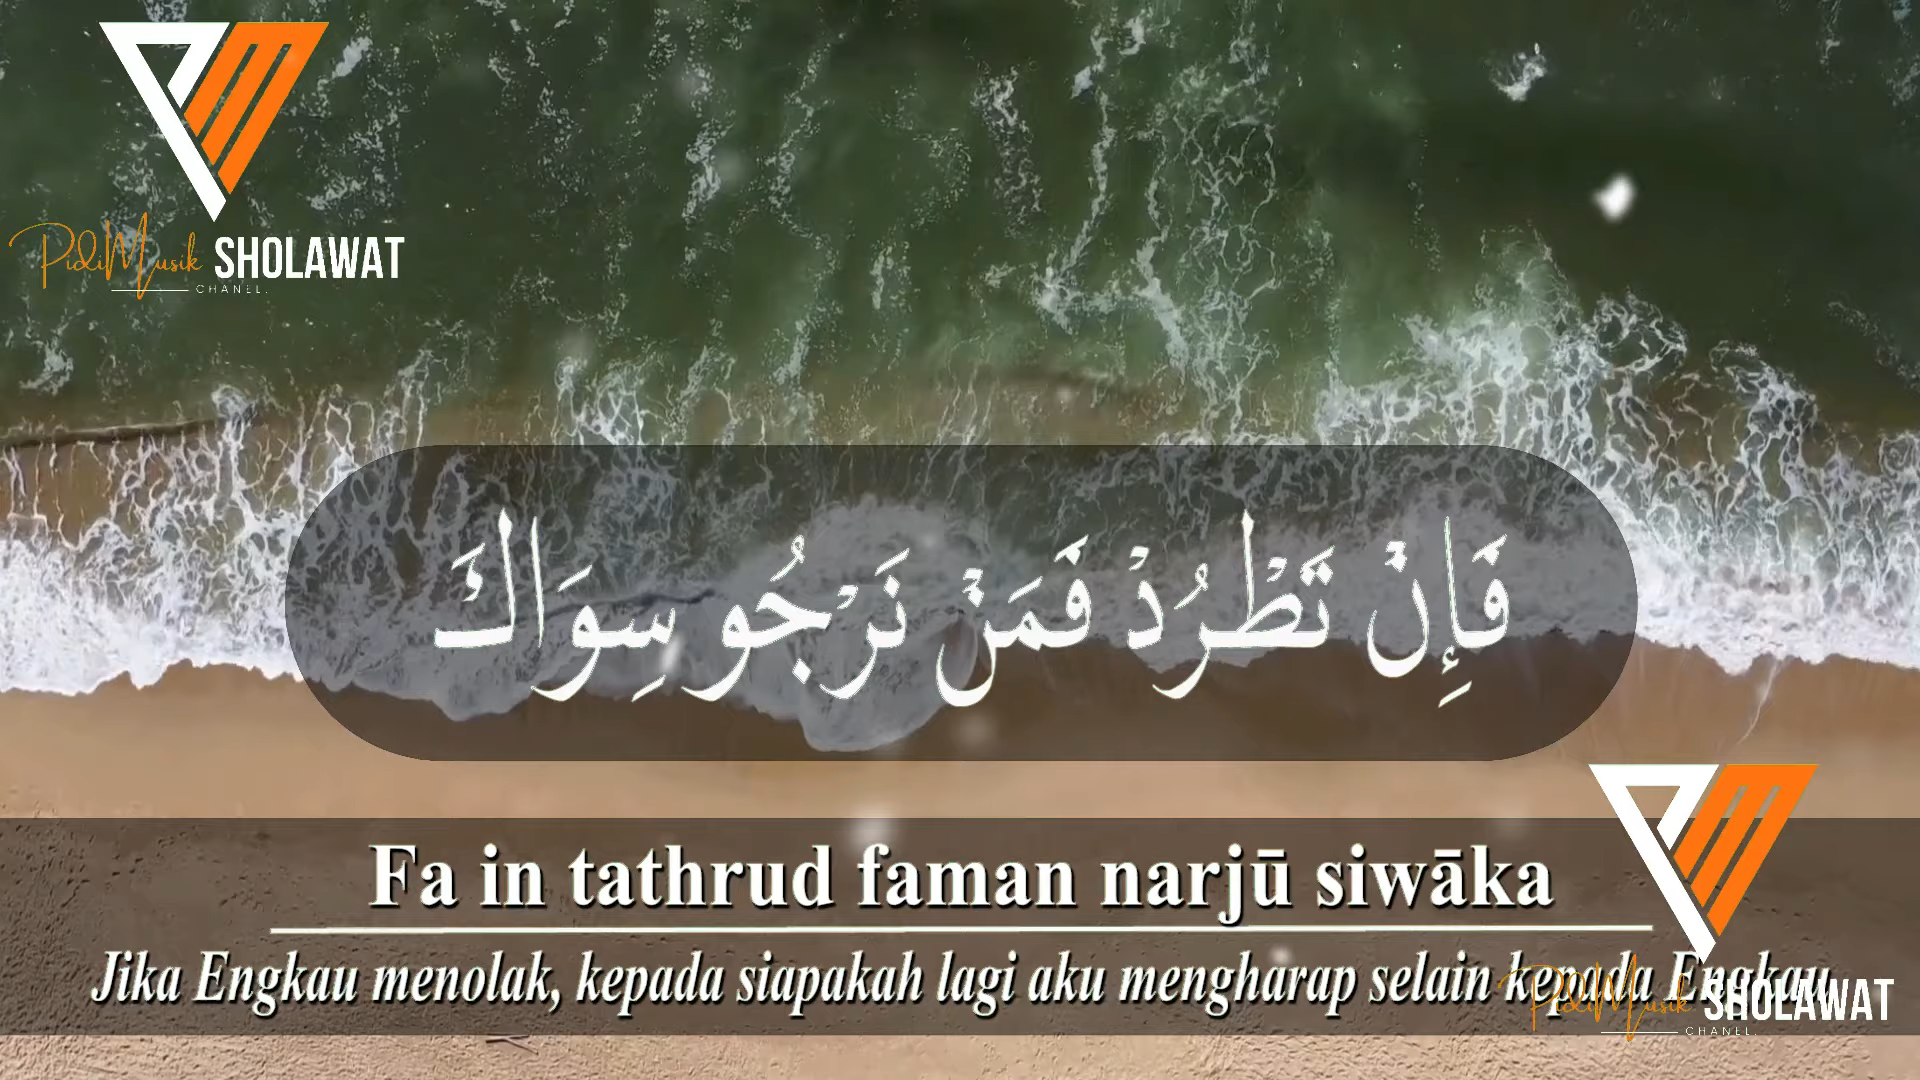 PidiMusik SHOLAWAT
CHANEL.
فَإِنْ تَطْرُدْ فَمَنْ نَرْجُو سِوَاكَ
Fa in tathrud faman narjū siwāka
Jika Engkau menolak, kepada siapakah lagi aku mengharap selain kepada Engkau
PidiMusik SHOLAWAT
CHANEL.